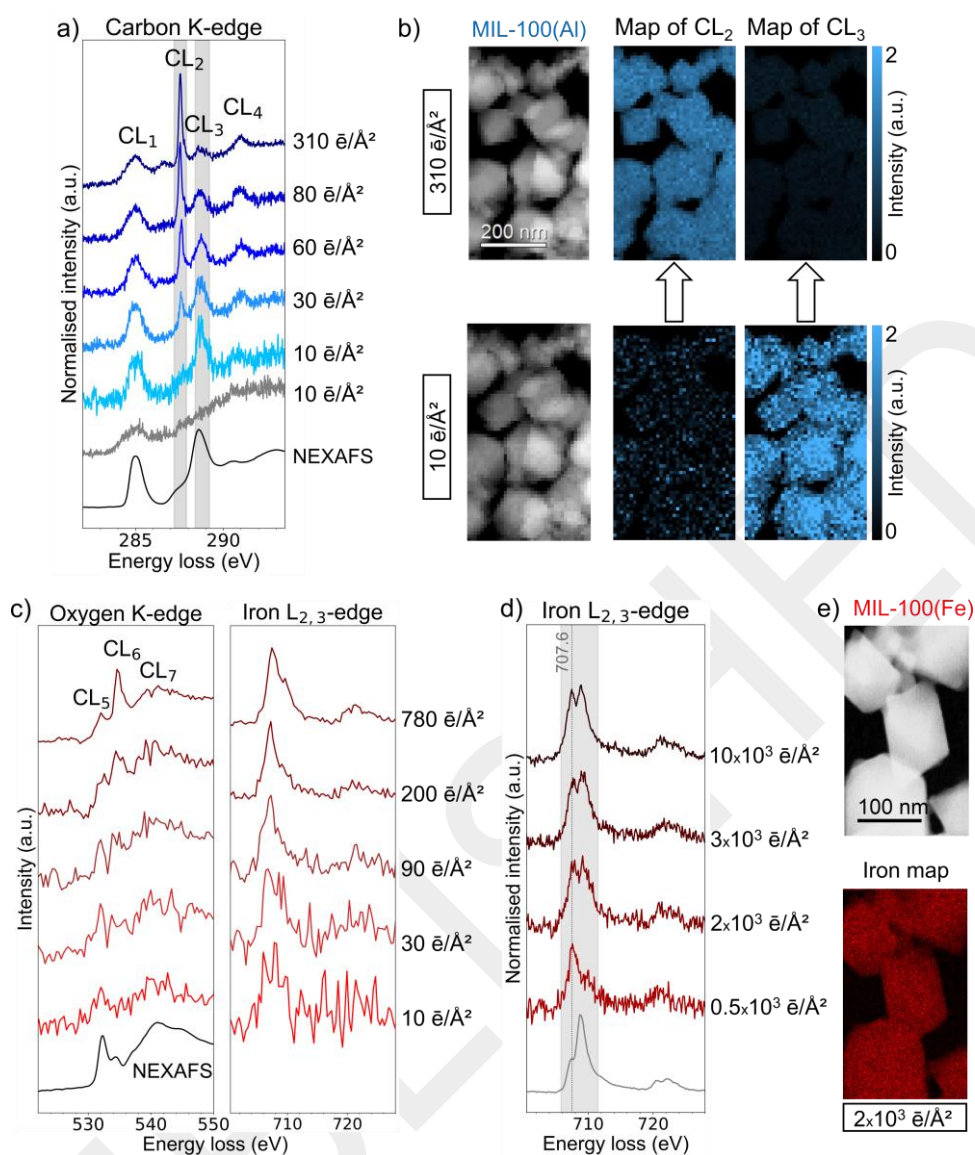 a) Carbon K-edge
CL₂
CL₁
CL₃
CL₄
310 ē/Å²
80 ē/Å²
60 ē/Å²
30 ē/Å²
10 ē/Å²
10 ē/Å²
NEXAFS
Normalised intensity (a.u.)
285 290
Energy loss (eV)
b) MIL-100(Al) Map of CL₂ Map of CL₃
310 ē/Å²
200 nm
2
Intensity (a.u.)
0
10 ē/Å²
2
Intensity (a.u.)
0
c) Oxygen K-edge Iron L₂, ₃-edge
CL₆
CL₅ CL₇
780 ē/Å²
200 ē/Å²
90 ē/Å²
30 ē/Å²
10 ē/Å²
NEXAFS
Intensity (a.u.)
530 540 550 710 720
Energy loss (eV)
d) Iron L₂, ₃-edge
707.6
10x10³ ē/Å²
3x10³ ē/Å²
2x10³ ē/Å²
0.5x10³ ē/Å²
Normalised intensity (a.u.)
710 720
Energy loss (eV)
e) MIL-100(Fe)
100 nm
Iron map
2x10³ ē/Å²